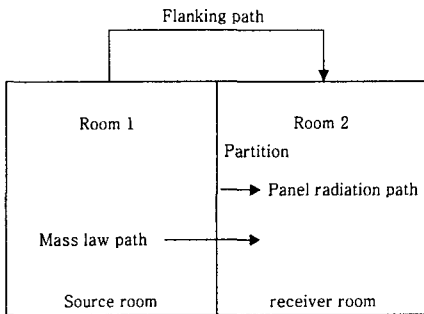 Flanking path
Room 1
Room 2
Partition
Panel radiation path
Mass law path
Source room
receiver room